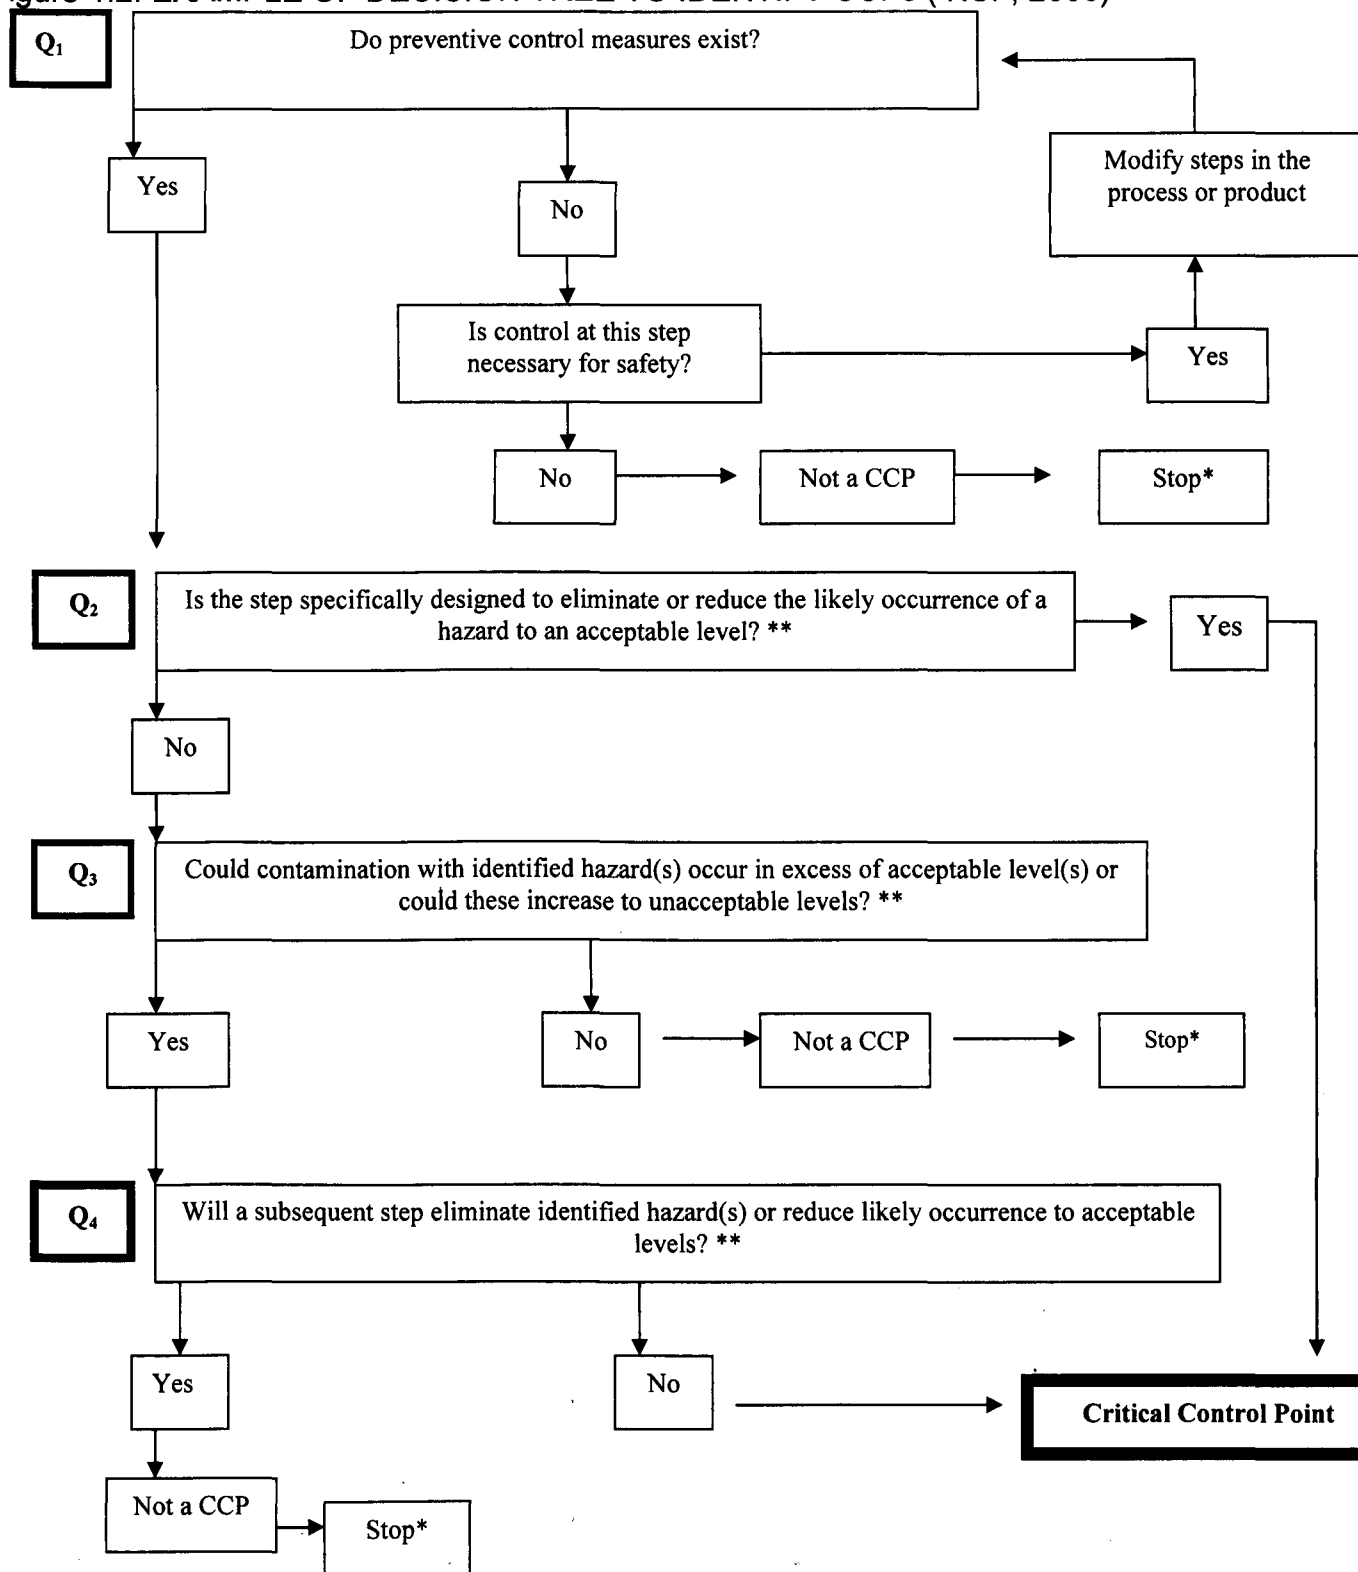 Q₁
Do preventive control measures exist?
Yes
No
Modify steps in the
process or product
Is control at this step
necessary for safety?
Yes
No
Not a CCP
Stop*
Q₂
Is the step specifically designed to eliminate or reduce the likely occurrence of a
hazard to an acceptable level? **
Yes
No
Q₃
Could contamination with identified hazard(s) occur in excess of acceptable level(s) or
could these increase to unacceptable levels? **
Yes
No
Not a CCP
Stop*
Q₄
Will a subsequent step eliminate identified hazard(s) or reduce likely occurrence to acceptable
levels? **
Yes
No
Critical Control Point
Not a CCP
Stop*